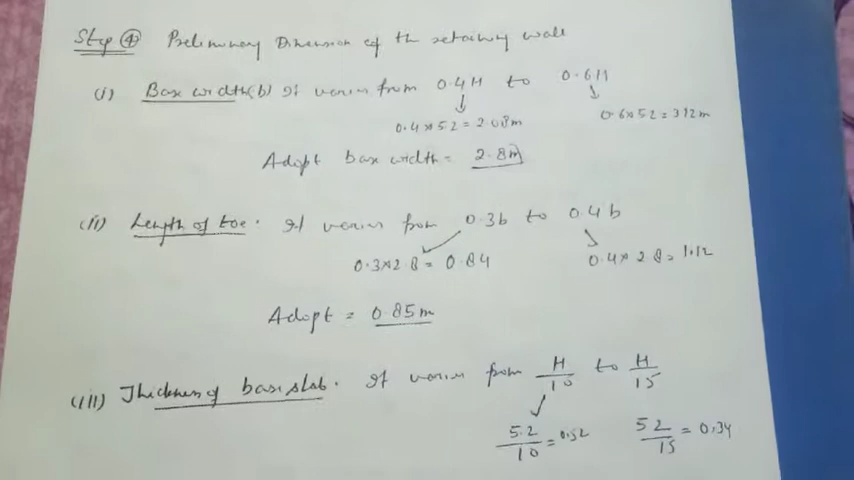 Step ④ Preliminary Dimension of th retaining wall
(i) Base width(b) It varies from 0.4H to 0.6H
0.4×5.2 = 2.08m 0.6×5.2 = 3.12m
Adopt base width = 2.8m
(ii) Length of toe. It varies from 0.3b to 0.4b
0.3×2.8 = 0.84 0.4×2.8 = 1.12
Adopt = 0.85m
(iii) Thickness of base slab. It varies from H/10 to H/15
5.2/10 = 0.52 5.2/15 = 0.34